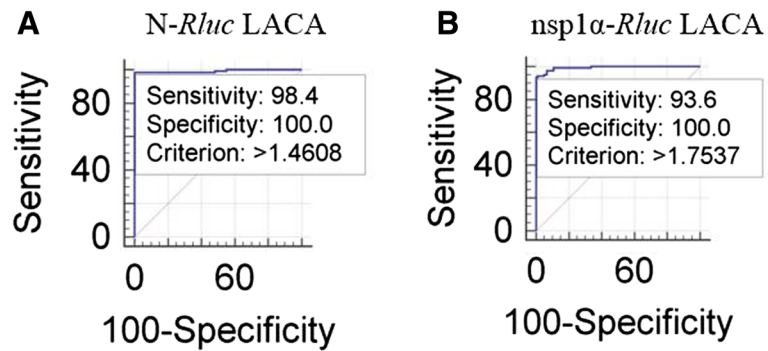 A
N-Rluc LACA
Sensitivity
80
40
0
Sensitivity: 98.4
Specificity: 100.0
Criterion: >1.4608
0 60
100-Specificity
B
nsp1α-Rluc LACA
Sensitivity
80
40
0
Sensitivity: 93.6
Specificity: 100.0
Criterion: >1.7537
0 60
100-Specificity